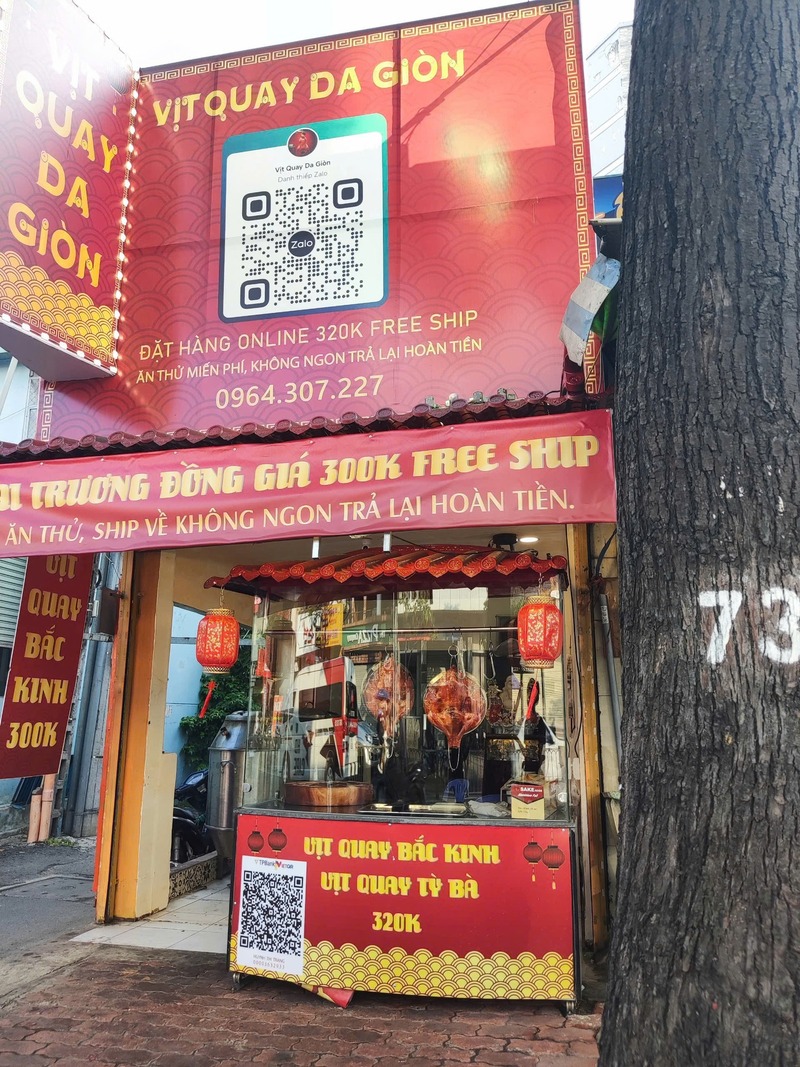 VỊT
QUAY
DA
GIÒN
VỊT QUAY DA GIÒN
Vịt Quay Da Giòn
Danh thiếp Zalo
Zalo
ĐẶT HÀNG ONLINE 320K FREE SHIP
ĂN THỬ MIẾN PHÍ, KHÔNG NGON TRẢ LẠI HOÀN TIỀN
0964.307.227
TRƯƠNG ĐỒNG GIÁ 300K FREE SHIP
ĂN THỬ, SHIP VỀ KHÔNG NGON TRẢ LẠI HOÀN TIỀN.
VỊT
QUAY
BẮC
KINH
300K
73
VỊT QUAY BẮC KINH
VỊT QUAY TỲ BÀ
320K
TPBank VIETQR